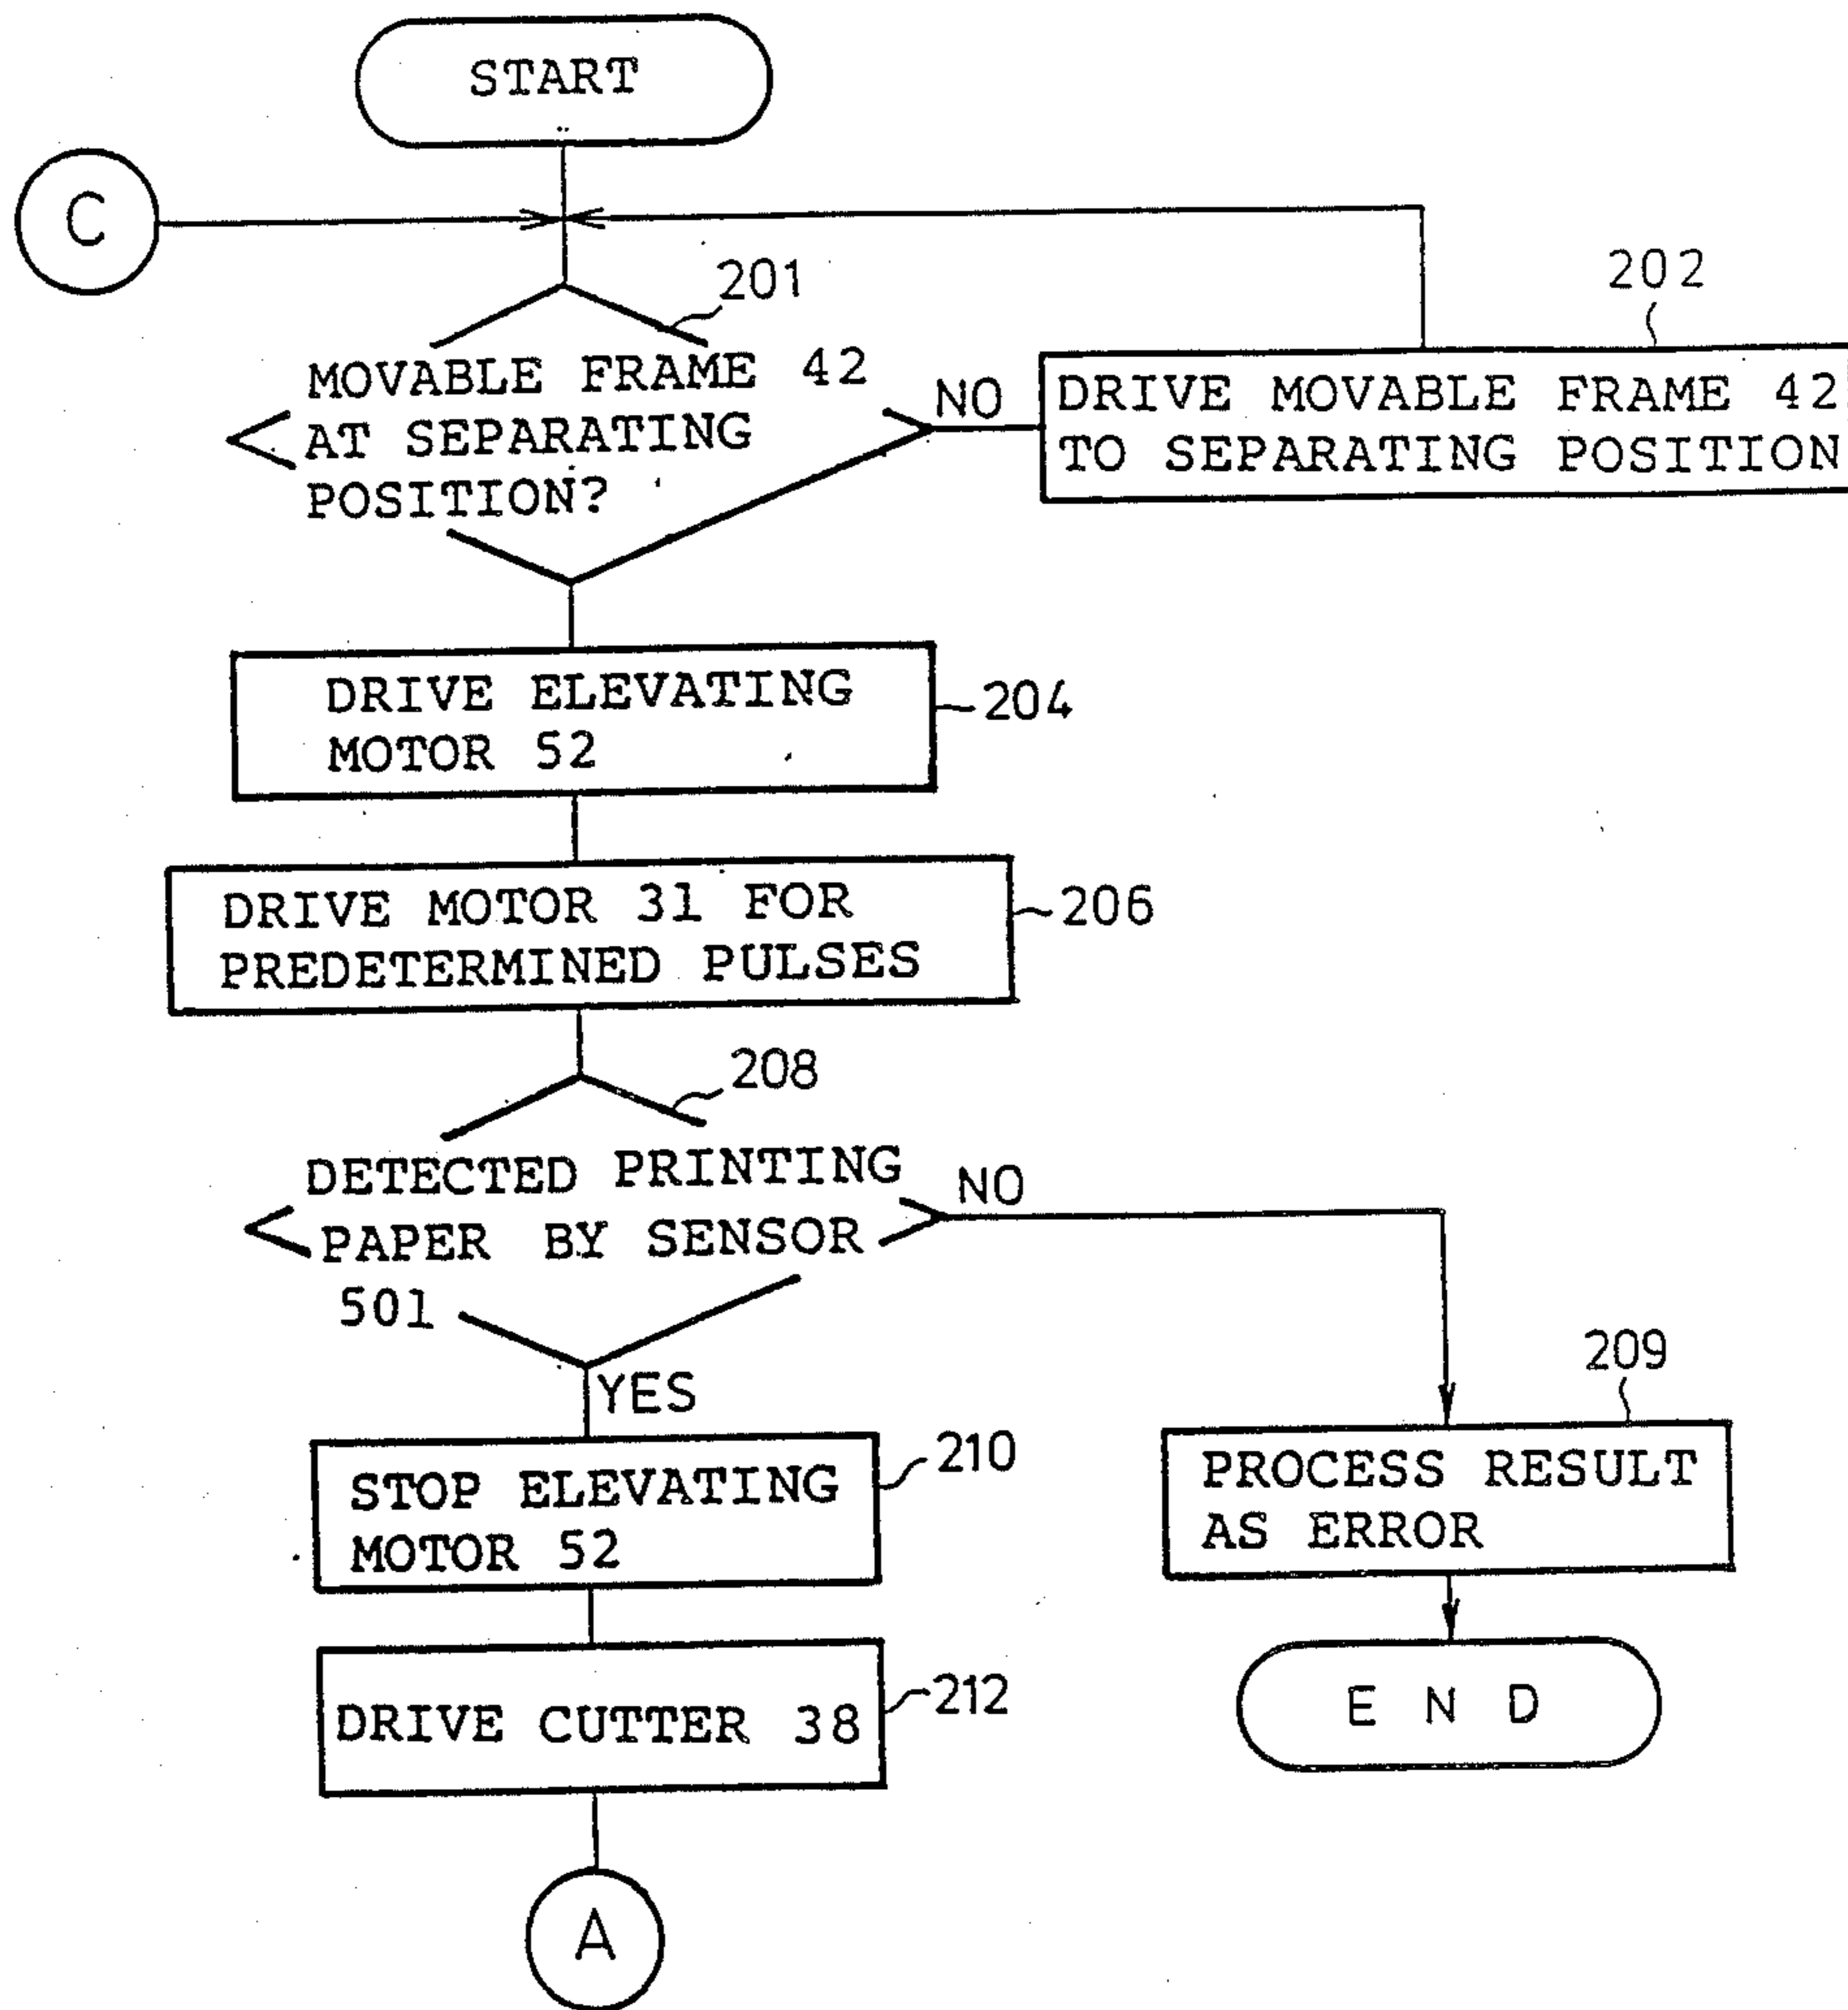 START
C
201
MOVABLE FRAME 42
AT SEPARATING
POSITION?
NO
202
DRIVE MOVABLE FRAME 42
TO SEPARATING POSITION
DRIVE ELEVATING
MOTOR 52
204
DRIVE MOTOR 31 FOR
PREDETERMINED PULSES
206
208
DETECTED PRINTING
PAPER BY SENSOR
501
NO
YES
209
STOP ELEVATING
MOTOR 52
210
PROCESS RESULT
AS ERROR
DRIVE CUTTER 38
212
E N D
A